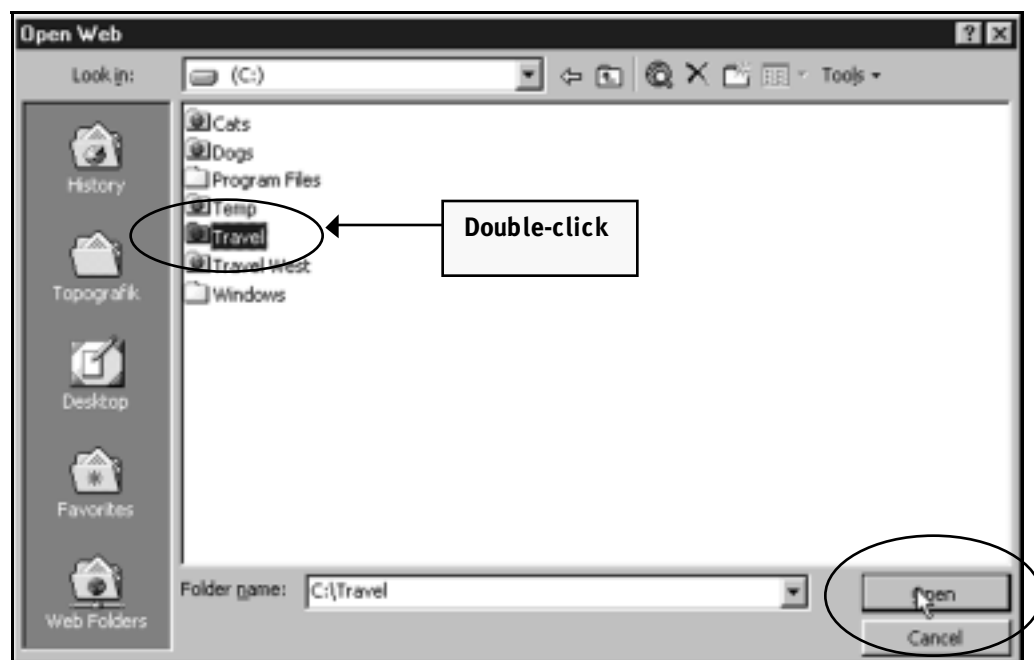 Open Web
Look in:
(C:)
Tools
History
Topografik
Desktop
Favorites
Web Folders
Cats
Dogs
Program Files
Temp
Travel
Travel West
Windows
Double-click
Folder name:
C:\Travel
Open
Cancel